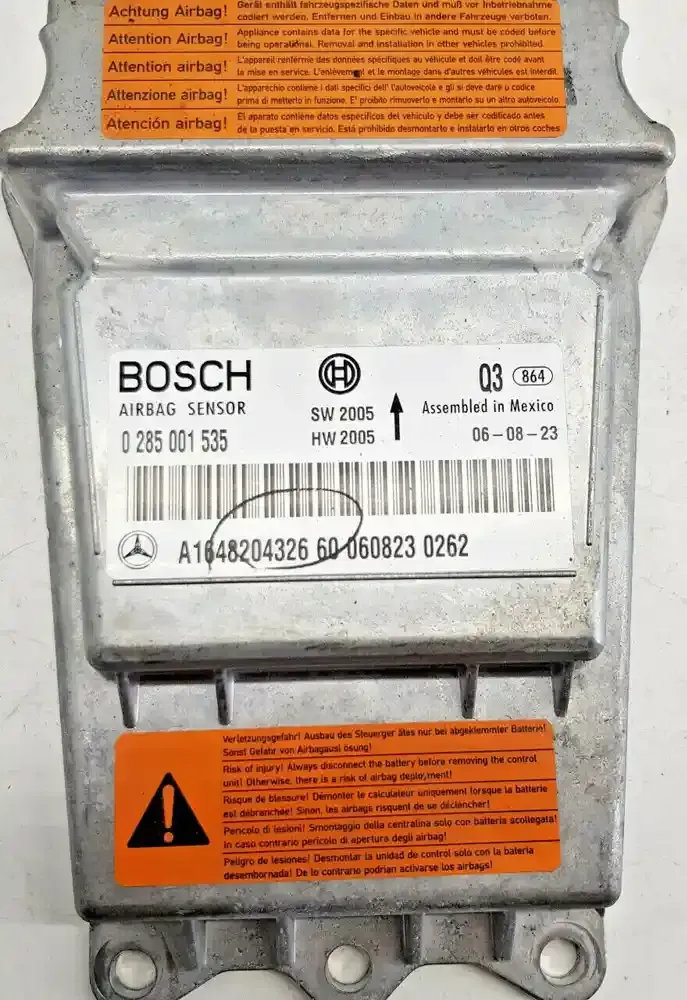 Achtung Airbag!
Gerät enthält fahrzeugspezifische Daten und muß vor Inbetriebnahme
codiert werden. Entfernen und Einbau in andere Fahrzeuge verboten.
Attention Airbag!
Appliance contains data for the specific vehicle and must be coded before
being operational. Removal and installation in other vehicles prohibited.
Attention airbag!
L'appareil renferme des données spécifiques au véhicule et doit être codé avant
la mise en service. L'enlèvement et le montage dans d'autres véhicules est interdit.
Attenzione airbag!
L'apparecchio contiene i dati specifici dell' l'autoveicolo e gli si deve dare u codice
prima di metterlo in funzione. E' proibito rimuoverlo e montarlo su un altro autoveicolo.
Atención airbag!
El aparato contiene datos especificos del vehículo y debe ser codificado antes
de la puesta en servicio. Está prohibido desmontarlo e instalarlo en otros coches
BOSCH
AIRBAG SENSOR
0 285 001 535
SW 2005
HW 2005
Q3 864
Assembled in Mexico
06-08-23
A1648204326 60 060823 0262
Verletzungsgefahr! Ausbau des Steuerger ätes nur bei abgeklemmter Batterie!
Sonst Gefahr von Airbagausl ösung!
Risk of injury! Always disconnect the battery before removing the control
unit! Otherwise, there is a risk of airbag deploy,ment!
Risque de blessure! Démonter le calculateur uniquement lorsque la batterie
est débranchée! Sinon, les airbags risquent de se déclencher!
Pericolo di lesioni! Smontaggio della centralina solo con batteria scollegata!
In caso contrario pericolo di apertura degli airbag!
Peligro de lesiones! Desmontar la unidad de control solo con la batería
desembornada! De lo contrario podrían activarse los airbags!